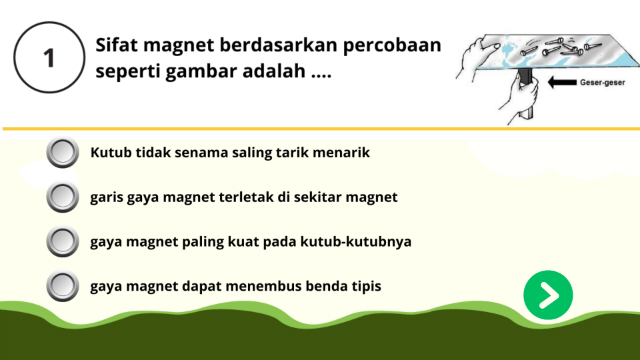 1
Sifat magnet berdasarkan percobaan
seperti gambar adalah ....
Geser-geser
Kutub tidak senama saling tarik menarik
garis gaya magnet terletak di sekitar magnet
gaya magnet paling kuat pada kutub-kutubnya
gaya magnet dapat menembus benda tipis